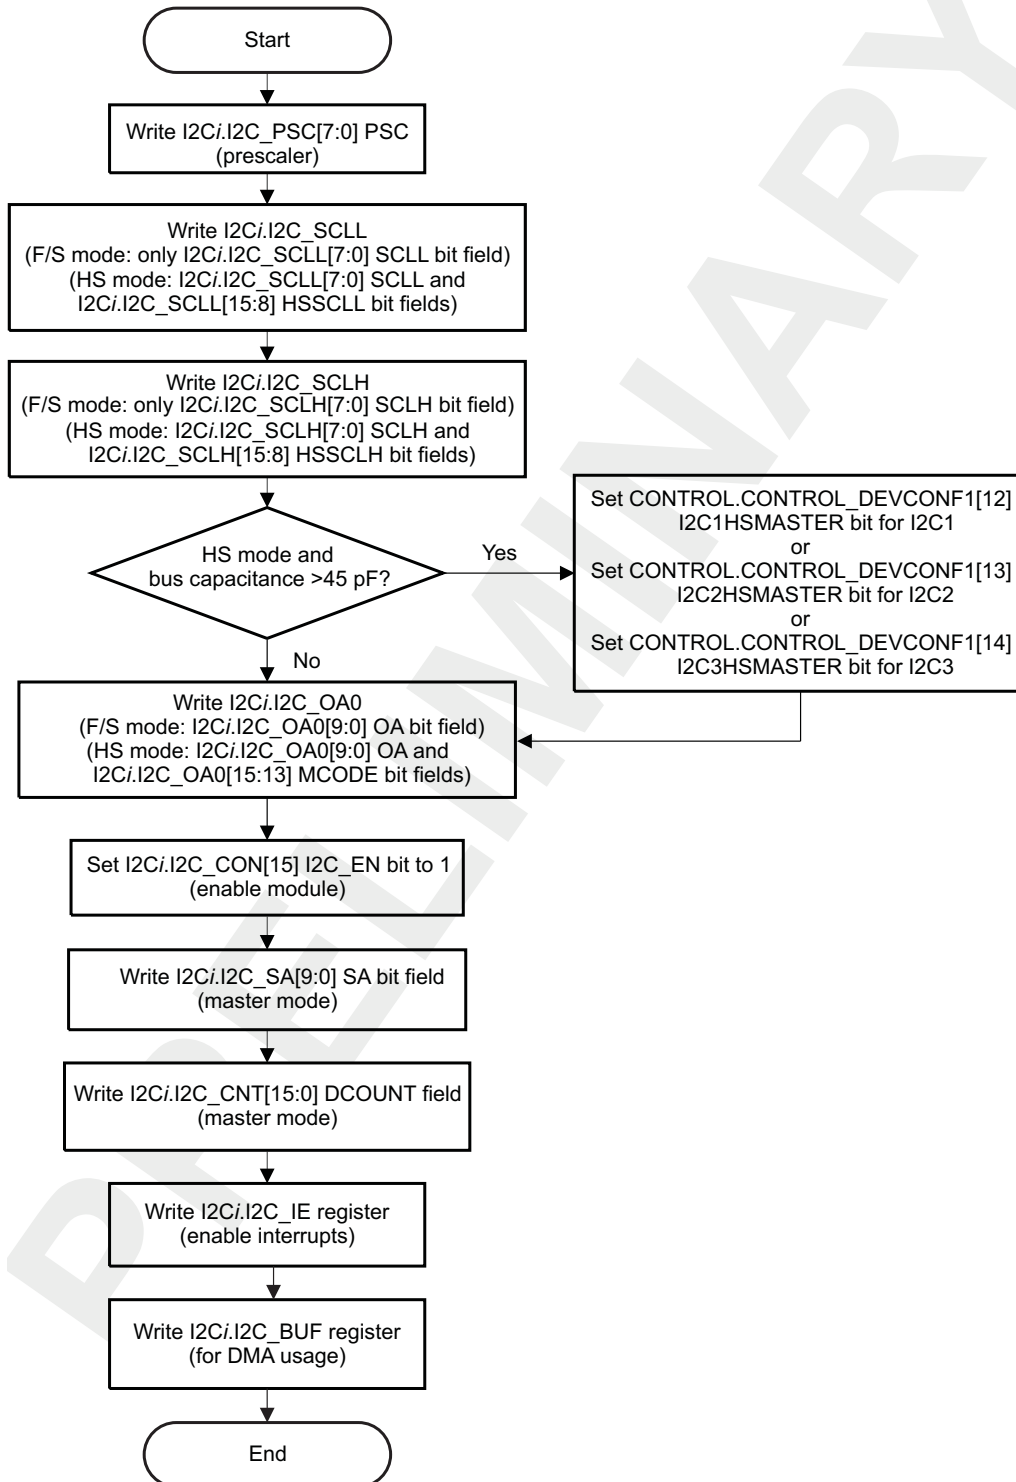 Start
Write I2Ci.I2C_PSC[7:0] PSC
(prescaler)
Write I2Ci.I2C_SCLL
(F/S mode: only I2Ci.I2C_SCLL[7:0] SCLL bit field)
(HS mode: I2Ci.I2C_SCLL[7:0] SCLL and
I2Ci.I2C_SCLL[15:8] HSSCLL bit fields)
Write I2Ci.I2C_SCLH
(F/S mode: only I2Ci.I2C_SCLH[7:0] SCLH bit field)
(HS mode: I2Ci.I2C_SCLH[7:0] SCLH and
I2Ci.I2C_SCLH[15:8] HSSCLH bit fields)
HS mode and
bus capacitance >45 pF?
Yes
Set CONTROL.CONTROL_DEVCONF1[12]
I2C1HSMASTER bit for I2C1
or
Set CONTROL.CONTROL_DEVCONF1[13]
I2C2HSMASTER bit for I2C2
or
Set CONTROL.CONTROL_DEVCONF1[14]
I2C3HSMASTER bit for I2C3
No
Write I2Ci.I2C_OA0
(F/S mode: I2Ci.I2C_OA0[9:0] OA bit field)
(HS mode: I2Ci.I2C_OA0[9:0] OA and
I2Ci.I2C_OA0[15:13] MCODE bit fields)
Set I2Ci.I2C_CON[15] I2C_EN bit to 1
(enable module)
Write I2Ci.I2C_SA[9:0] SA bit field
(master mode)
Write I2Ci.I2C_CNT[15:0] DCOUNT field
(master mode)
Write I2Ci.I2C_IE register
(enable interrupts)
Write I2Ci.I2C_BUF register
(for DMA usage)
End
PRELIMINARY